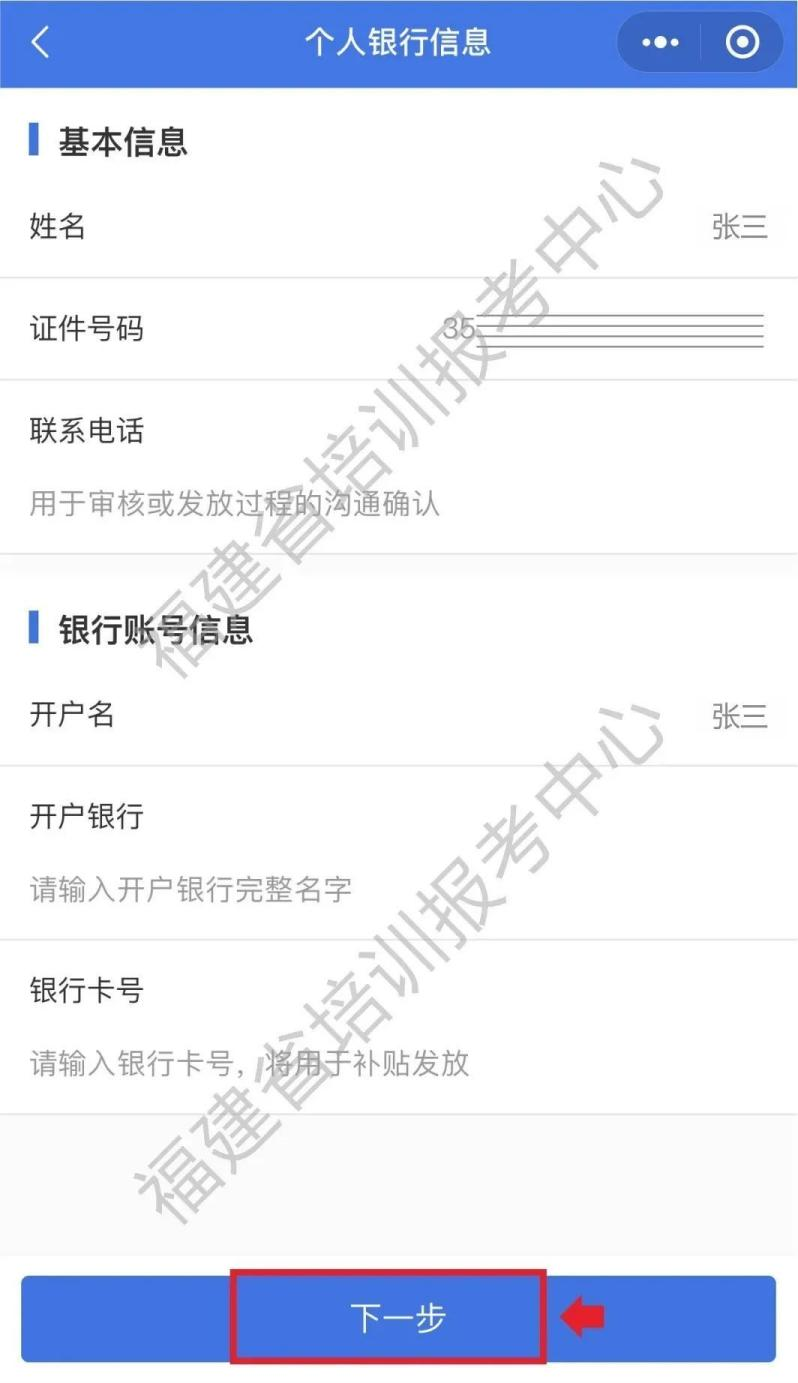 个人银行信息
基本信息
姓名 张三
证件号码 35
联系电话
用于审核或发放过程的沟通确认
银行账号信息
开户名 张三
开户银行
请输入开户银行完整名字
银行卡号
请输入银行卡号，将用于补贴发放
下一步
福建省培训报考中心
福建省培训报考中心